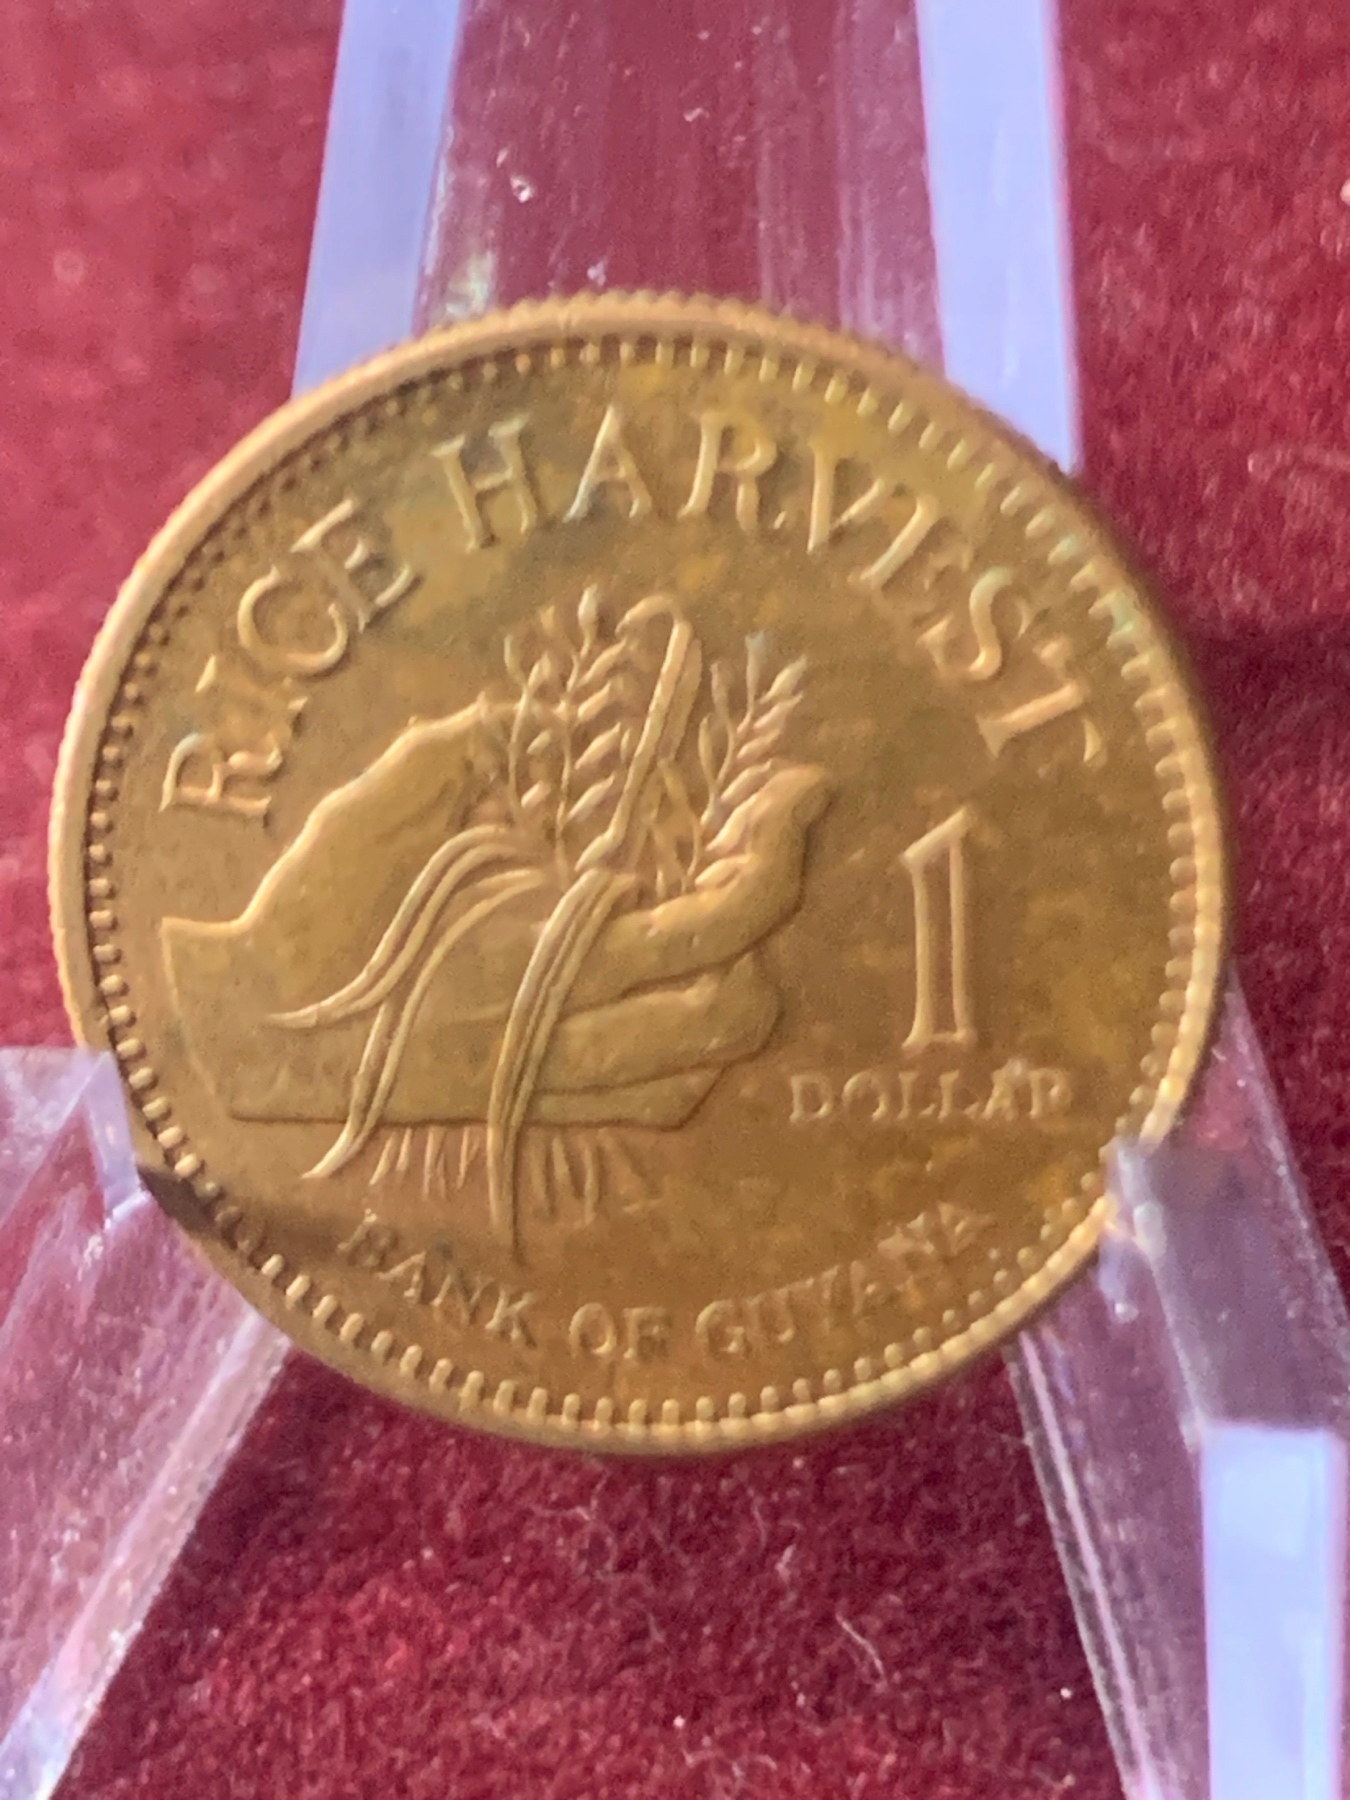 RICE HARVEST
1
DOLLAR
BANK OF GUYANA